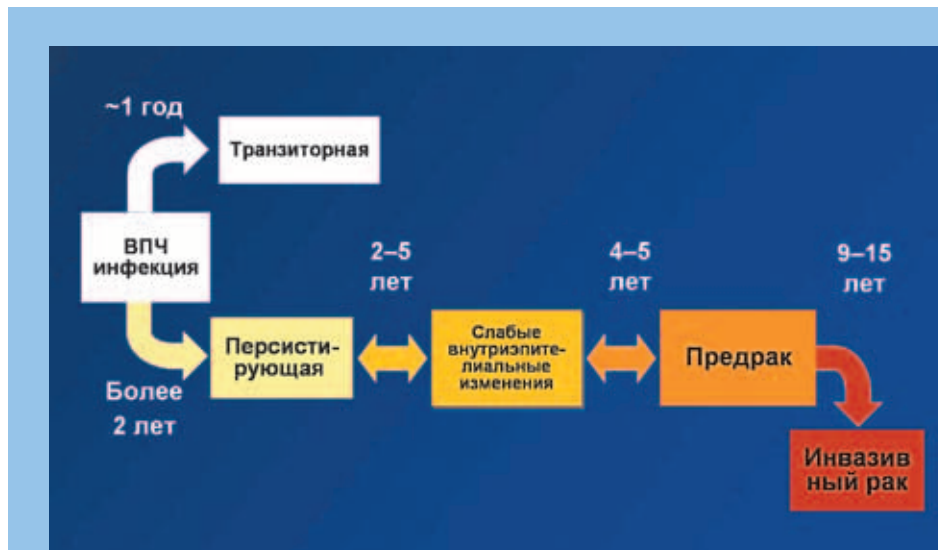 ~1 год
Транзиторная
ВПЧ
инфекция
2–5
лет
4–5
лет
9–15
лет
Персисти-
рующая
Слабые
внутриэпите-
лиальные
изменения
Предрак
Более
2 лет
Инвазив
ный рак